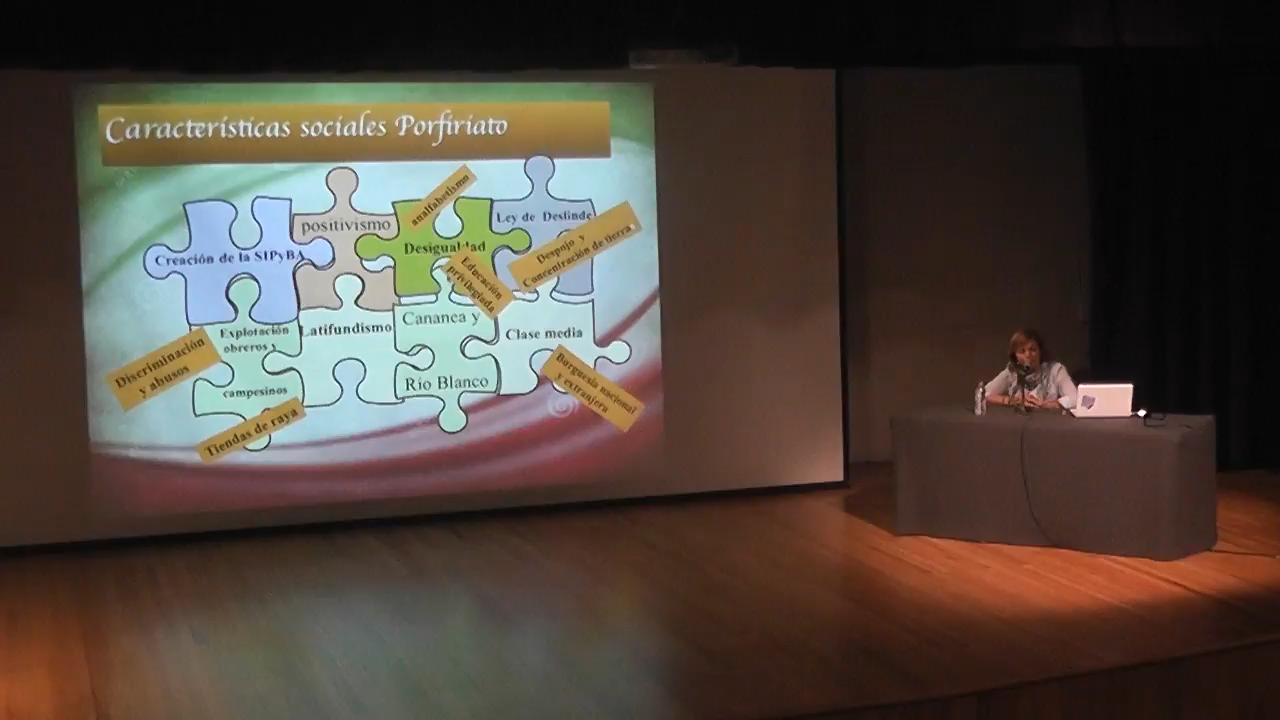 Características sociales Porfiriato
Creación de la SIPyBA
positivismo
analfabetismo
Desigualdad
Educación
privilegiada
Ley de Deslinde
Despojo y
Concentración de tierra
Explotación
obreros y
campesinos
Discriminación
y abusos
Tiendas de raya
Latifundismo
Cananea y
Río Blanco
Clase media
Burguesía nacional
y extranjera